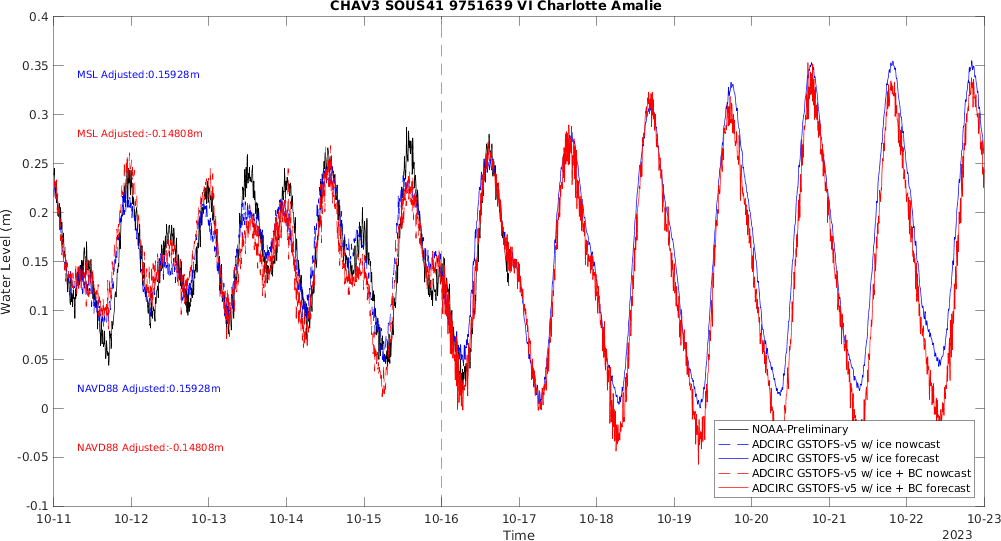 CHAV3 SOUS41 9751639 VI Charlotte Amalie
0.4
0.35
0.3
0.25
0.2
0.15
0.1
0.05
0
-0.05
-0.1
Water Level (m)
MSL Adjusted:0.15928m
MSL Adjusted:-0.14808m
NAVD88 Adjusted:0.15928m
NAVD88 Adjusted:-0.14808m
NOAA-Preliminary
ADCIRC GSTOFS-v5 w/ ice nowcast
ADCIRC GSTOFS-v5 w/ ice forecast
ADCIRC GSTOFS-v5 w/ ice + BC nowcast
ADCIRC GSTOFS-v5 w/ ice + BC forecast
10-11 10-12 10-13 10-14 10-15 10-16 10-17 10-18 10-19 10-20 10-21 10-22 10-23
Time
2023